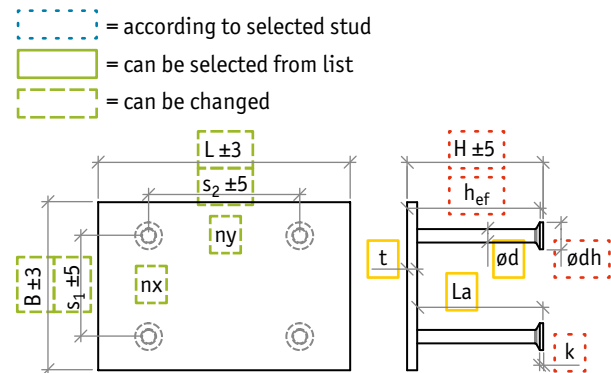 = according to selected stud
= can be selected from list
= can be changed
L ±3
s₂ ±5
ny
nx
B ±3
s₁ ±5
H ±5
hₑf
t
ød
ødh
La
k